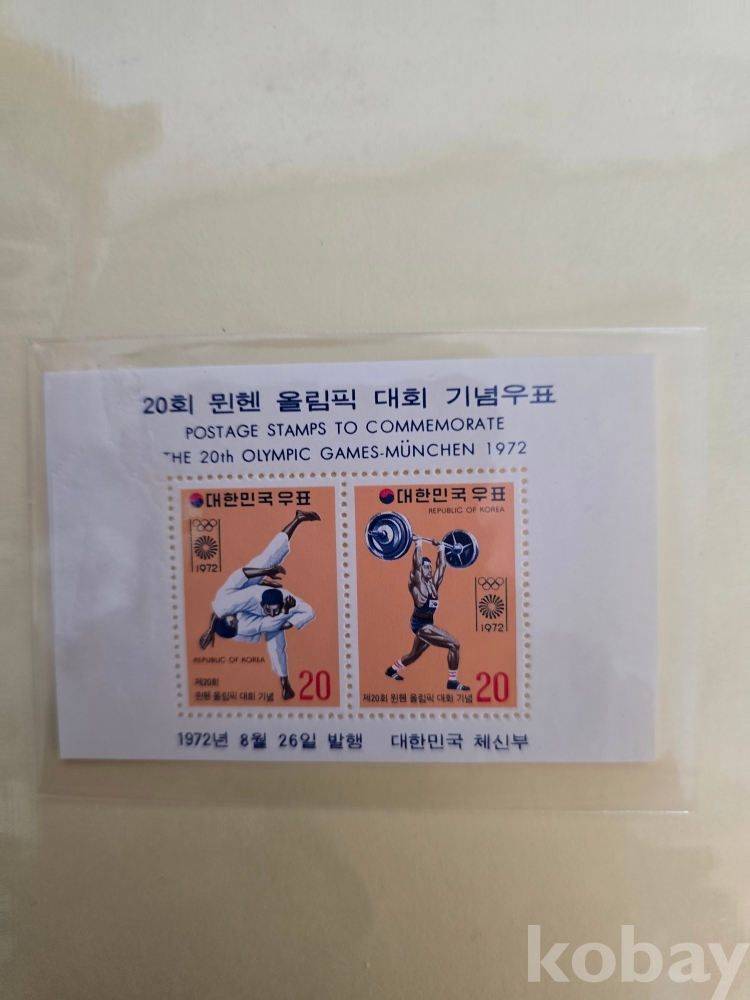 20회 뮌헨 올림픽 대회 기념우표
POSTAGE STAMPS TO COMMEMORATE
THE 20th OLYMPIC GAMES-MÜNCHEN 1972
대한민국우표
1972
REPUBLIC OF KOREA
제20회
뮌헨 올림픽 대회 기념
20
대한민국우표
REPUBLIC OF KOREA
1972
제20회 뮌헨 올림픽 대회 기념
20
1972년 8월 26일 발행 대한민국 체신부
kobay